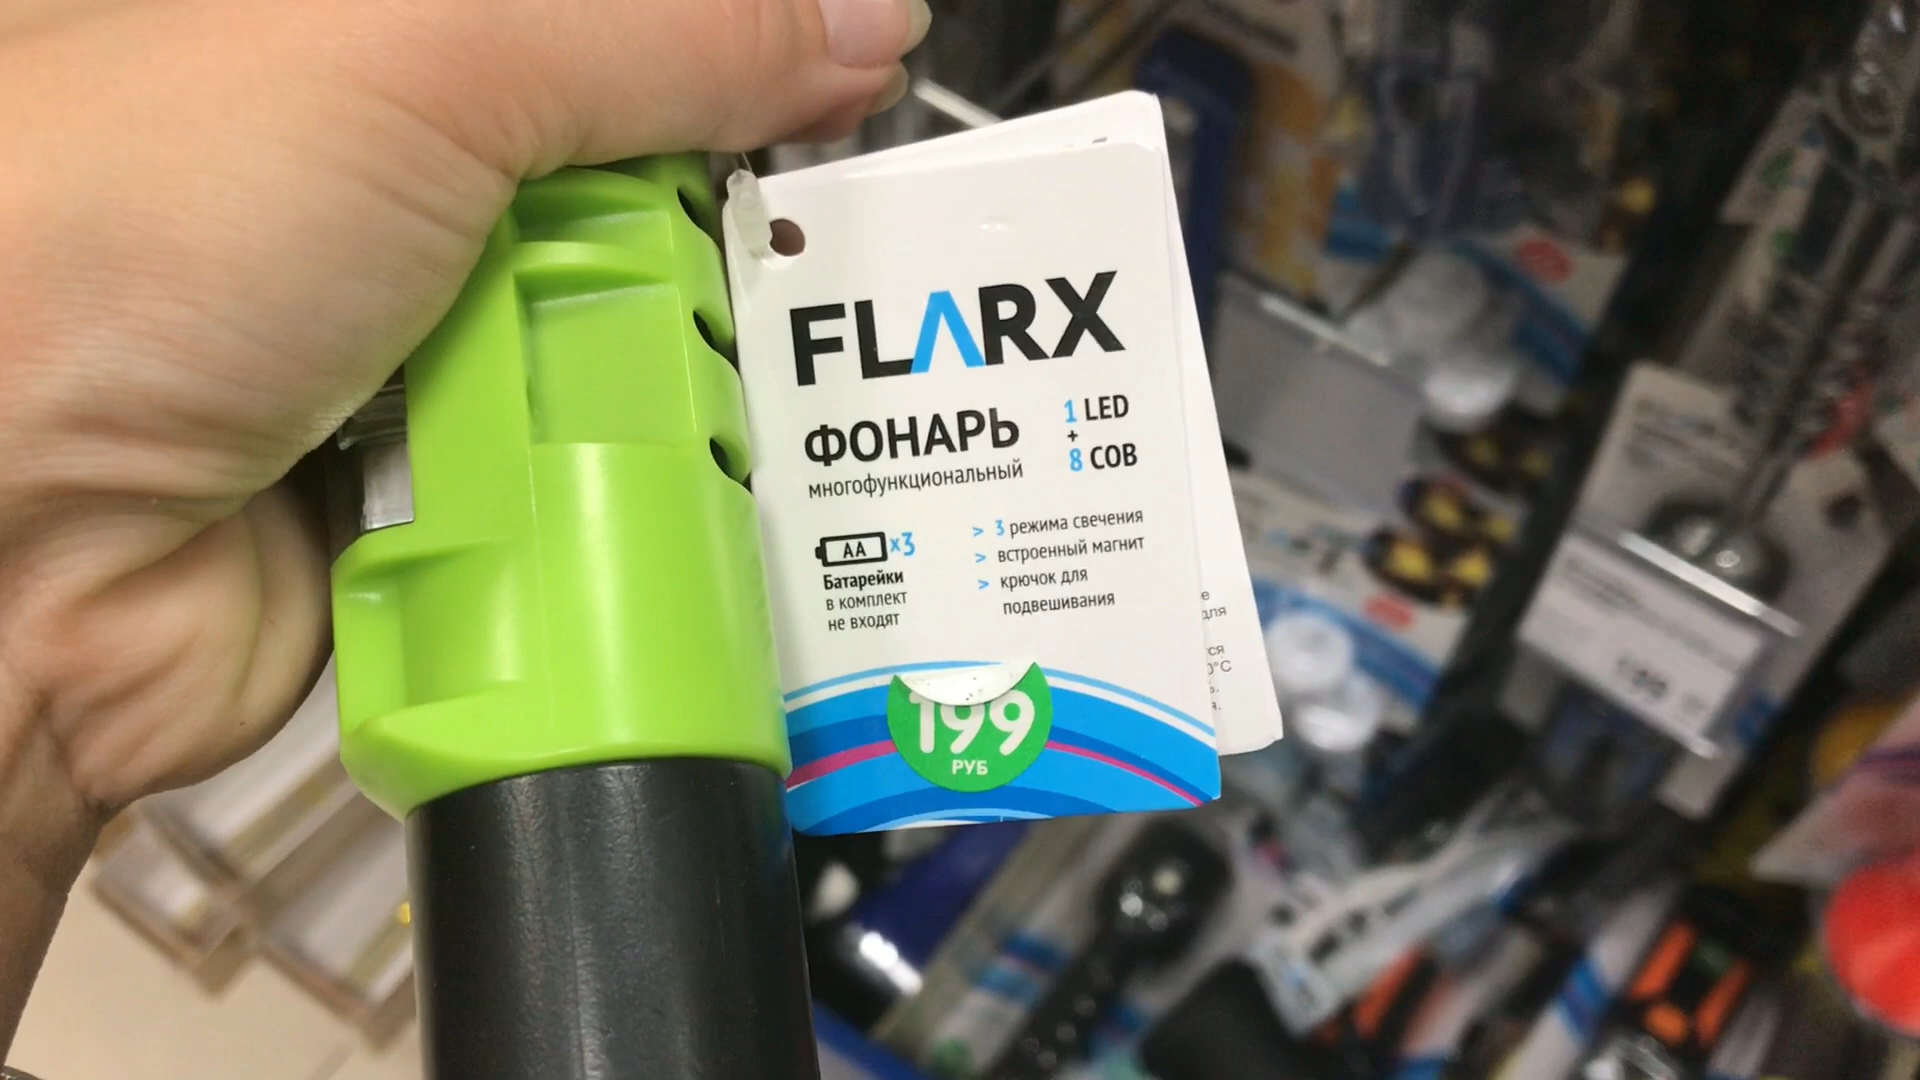 FLARX
ФОНАРЬ
многофункциональный
1 LED
+
8 COB
AA x3
Батарейки
в комплект
не входят
> 3 режима свечения
> встроенный магнит
> крючок для
подвешивания
199
РУБ